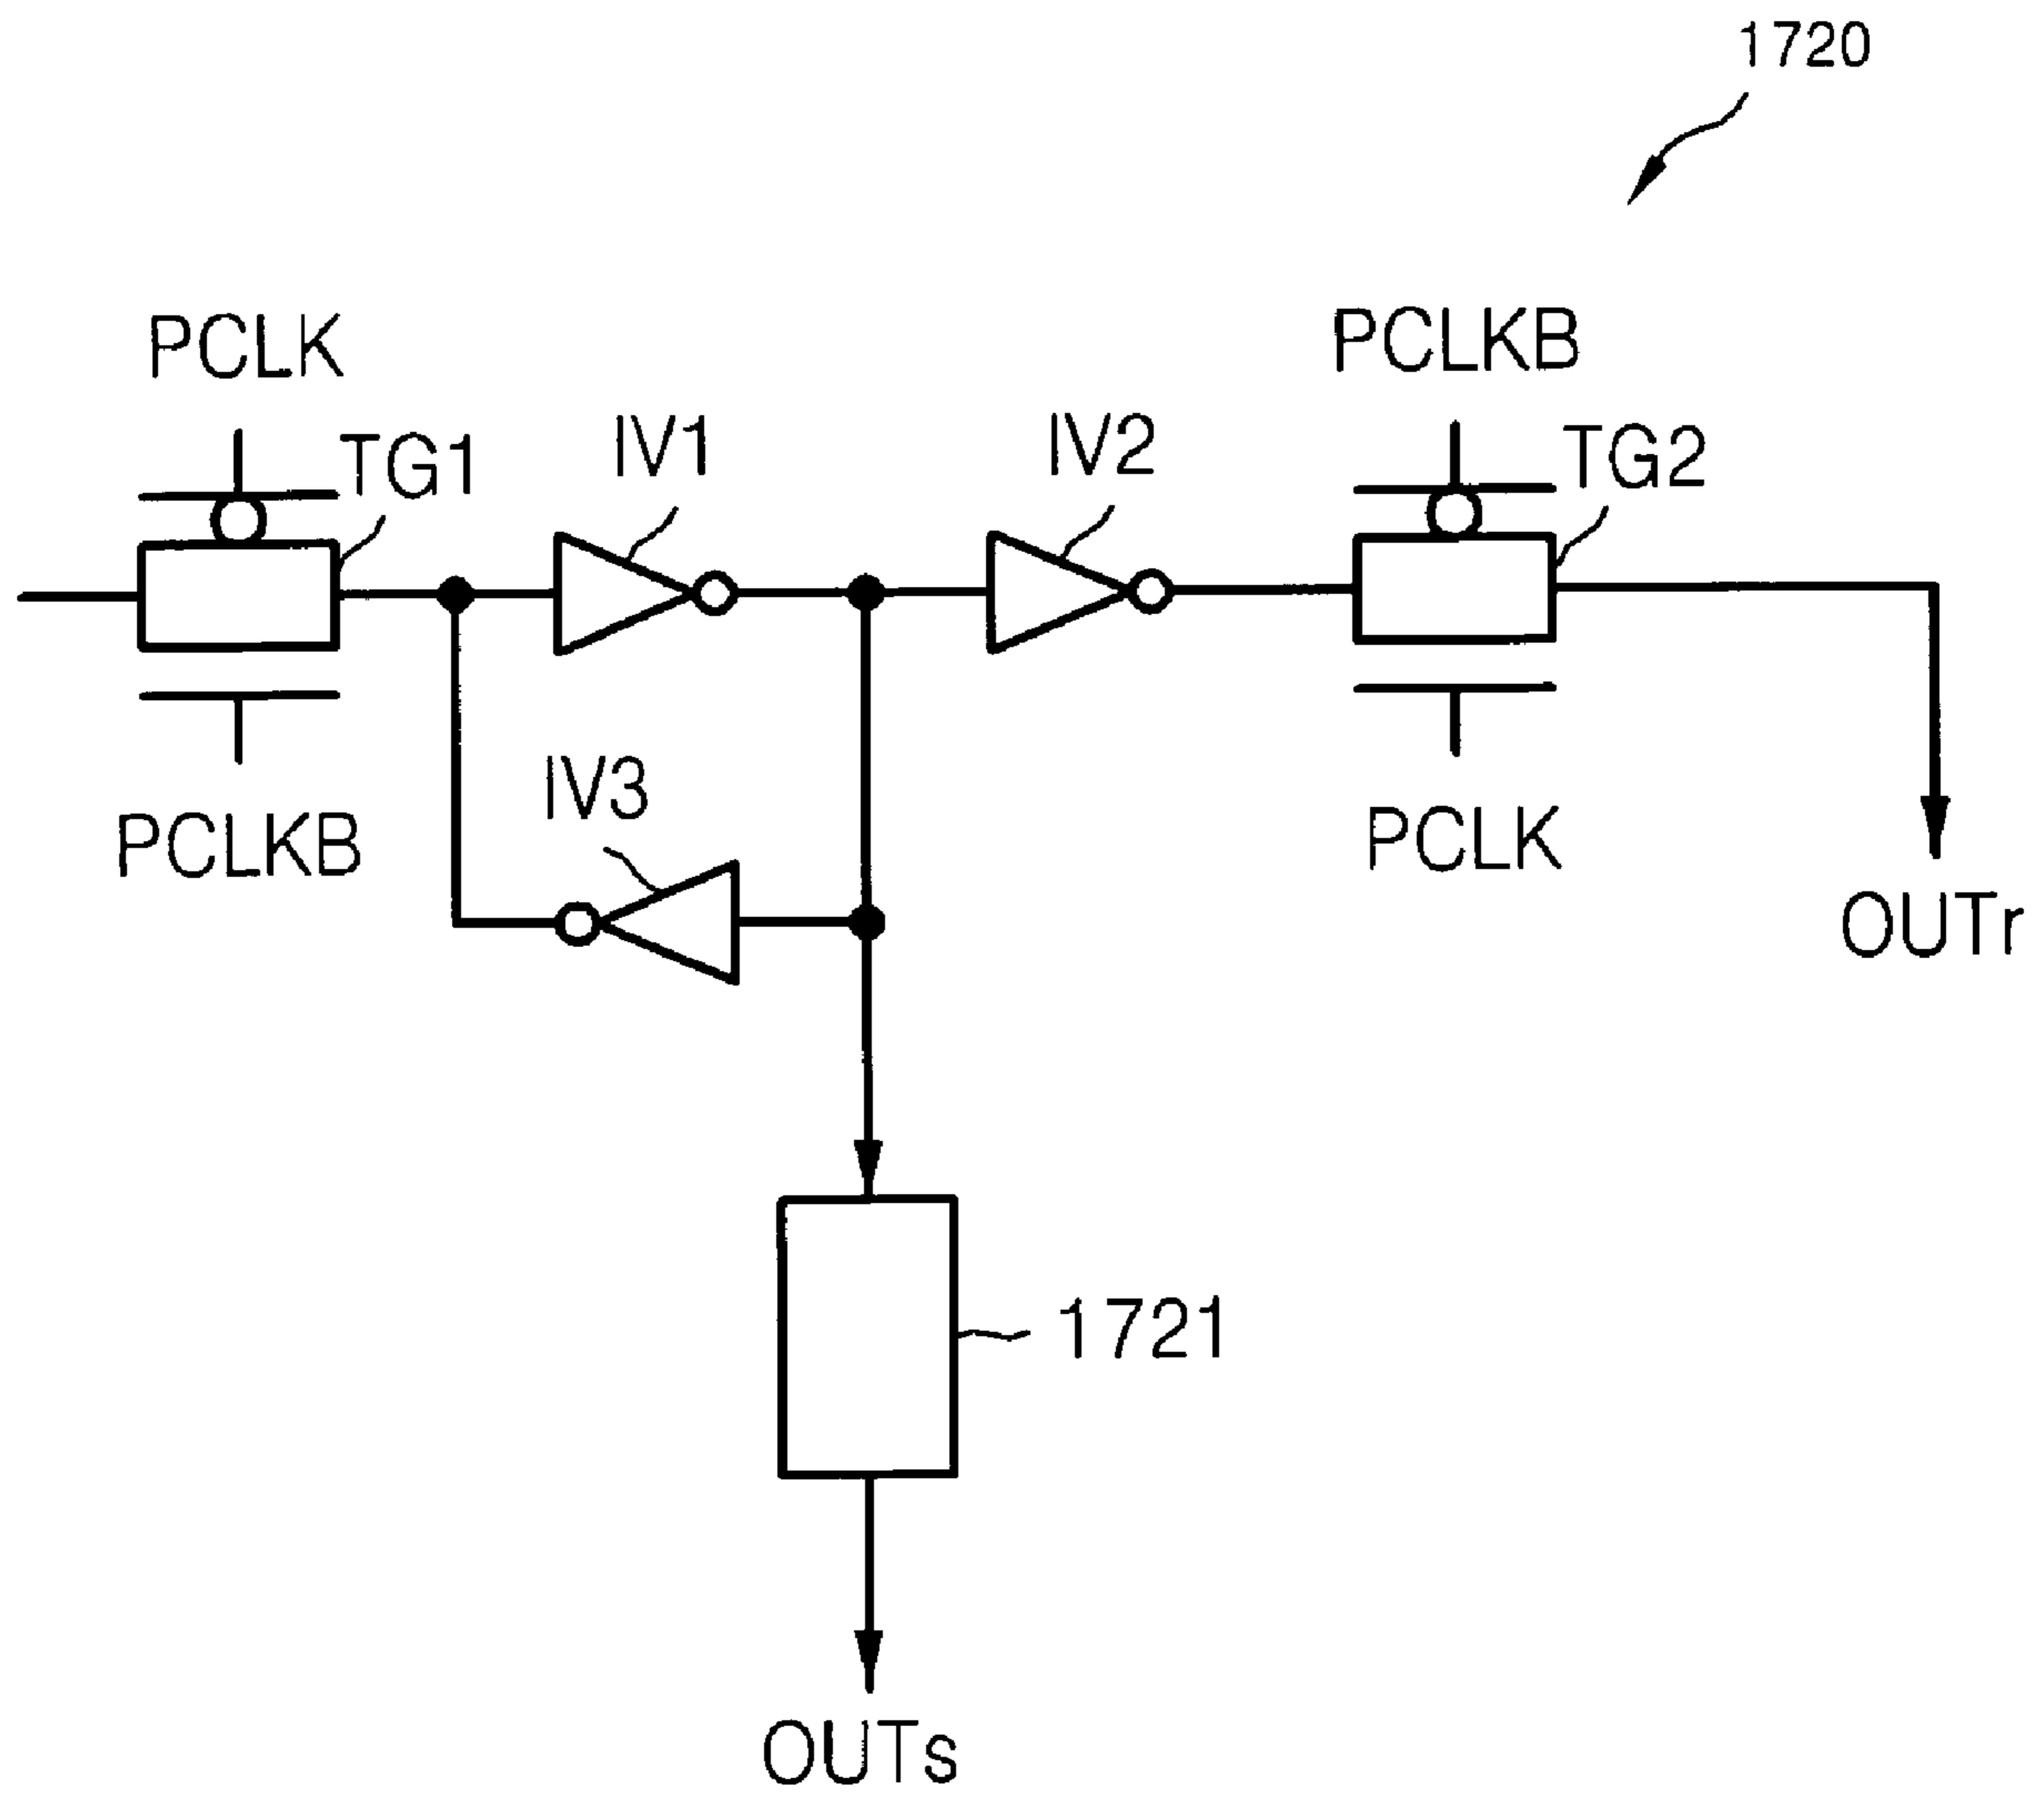 1720
PCLK
PCLKB
TG1
IV1
IV2
TG2
IV3
PCLKB
PCLK
OUTr
1721
OUTs